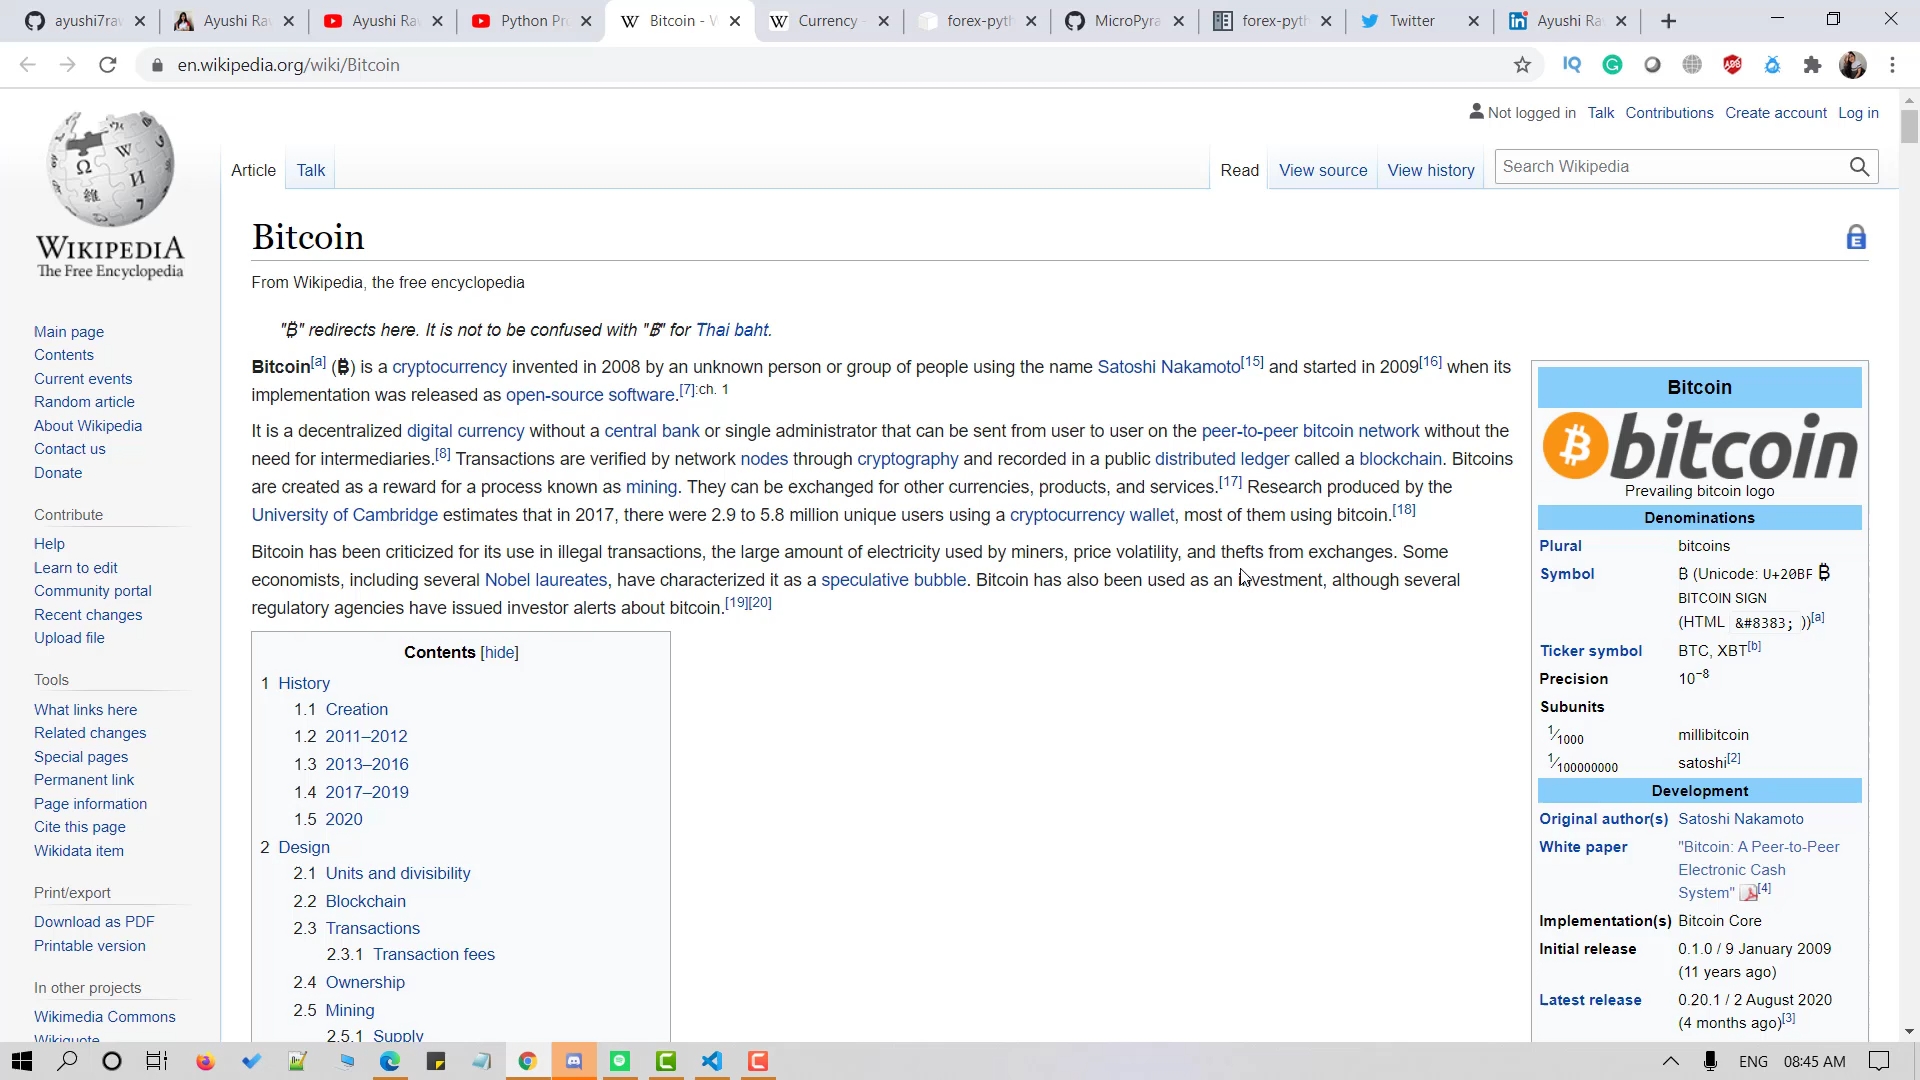 ayushi7raw
Ayushi Ra
Ayushi Ra
Python Pr
Bitcoin - W
Currency -
forex-pyth
MicroPyra
forex-pyth
Twitter
Ayushi Ra
en.wikipedia.org/wiki/Bitcoin
Not logged in Talk Contributions Create account Log in
WIKIPEDIA
The Free Encyclopedia
Article Talk
Read View source View history
Search Wikipedia
Bitcoin
From Wikipedia, the free encyclopedia
"₿" redirects here. It is not to be confused with "฿" for Thai baht.
Bitcoin[a] (₿) is a cryptocurrency invented in 2008 by an unknown person or group of people using the name Satoshi Nakamoto[15] and started in 2009[16] when its
implementation was released as open-source software.[7]:ch. 1
It is a decentralized digital currency without a central bank or single administrator that can be sent from user to user on the peer-to-peer bitcoin network without the
need for intermediaries.[8] Transactions are verified by network nodes through cryptography and recorded in a public distributed ledger called a blockchain. Bitcoins
are created as a reward for a process known as mining. They can be exchanged for other currencies, products, and services.[17] Research produced by the
University of Cambridge estimates that in 2017, there were 2.9 to 5.8 million unique users using a cryptocurrency wallet, most of them using bitcoin.[18]
Bitcoin has been criticized for its use in illegal transactions, the large amount of electricity used by miners, price volatility, and thefts from exchanges. Some
economists, including several Nobel laureates, have characterized it as a speculative bubble. Bitcoin has also been used as an investment, although several
regulatory agencies have issued investor alerts about bitcoin.[19][20]
Contents [hide]
1 History
1.1 Creation
1.2 2011–2012
1.3 2013–2016
1.4 2017–2019
1.5 2020
2 Design
2.1 Units and divisibility
2.2 Blockchain
2.3 Transactions
2.3.1 Transaction fees
2.4 Ownership
2.5 Mining
2.5.1 Supply
Main page
Contents
Current events
Random article
About Wikipedia
Contact us
Donate
Contribute
Help
Learn to edit
Community portal
Recent changes
Upload file
Tools
What links here
Related changes
Special pages
Permanent link
Page information
Cite this page
Wikidata item
Print/export
Download as PDF
Printable version
In other projects
Wikimedia Commons
Wikiquote
Bitcoin
bitcoin
Prevailing bitcoin logo
Denominations
Plural bitcoins
Symbol ₿ (Unicode: U+20BF ₿
BITCOIN SIGN
(HTML &#8383; ))[a]
Ticker symbol BTC, XBT[b]
Precision 10−8
Subunits
1⁄1000 millibitcoin
1⁄100000000 satoshi[2]
Development
Original author(s) Satoshi Nakamoto
White paper "Bitcoin: A Peer-to-Peer
Electronic Cash
System" [4]
Implementation(s) Bitcoin Core
Initial release 0.1.0 / 9 January 2009
(11 years ago)
Latest release 0.20.1 / 2 August 2020
(4 months ago)[3]
ENG 08:45 AM